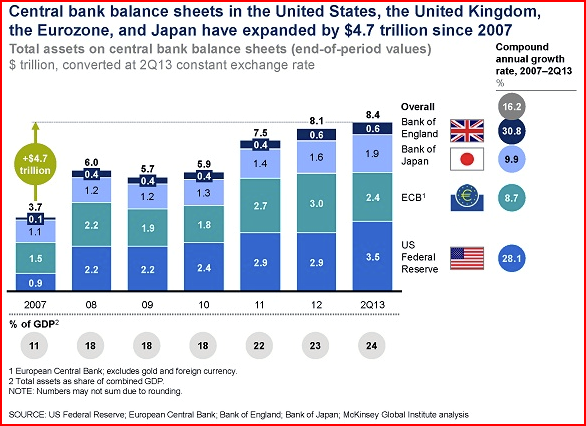 Central bank balance sheets in the United States, the United Kingdom,
the Eurozone, and Japan have expanded by $4.7 trillion since 2007
Total assets on central bank balance sheets (end-of-period values)
$ trillion, converted at 2Q13 constant exchange rate
Compound
annual growth
rate, 2007–2Q13
%
+$4.7
trillion
3.7
0.1
1.1
1.5
0.9
6.0
0.4
1.2
2.2
2.2
5.7
0.4
1.2
1.9
2.2
5.9
0.4
1.3
1.8
2.4
7.5
0.4
1.4
2.7
2.9
8.1
0.6
1.6
3.0
2.9
8.4
0.6
1.9
2.4
3.5
Overall
16.2
Bank of
England
30.8
Bank of
Japan
9.9
ECB1
8.7
US
Federal
Reserve
28.1
2007 08 09 10 11 12 2Q13
% of GDP2
11 18 18 18 22 23 24
1 European Central Bank; excludes gold and foreign currency.
2 Total assets as share of combined GDP.
NOTE: Numbers may not sum due to rounding.
SOURCE: US Federal Reserve; European Central Bank; Bank of England; Bank of Japan; McKinsey Global Institute analysis